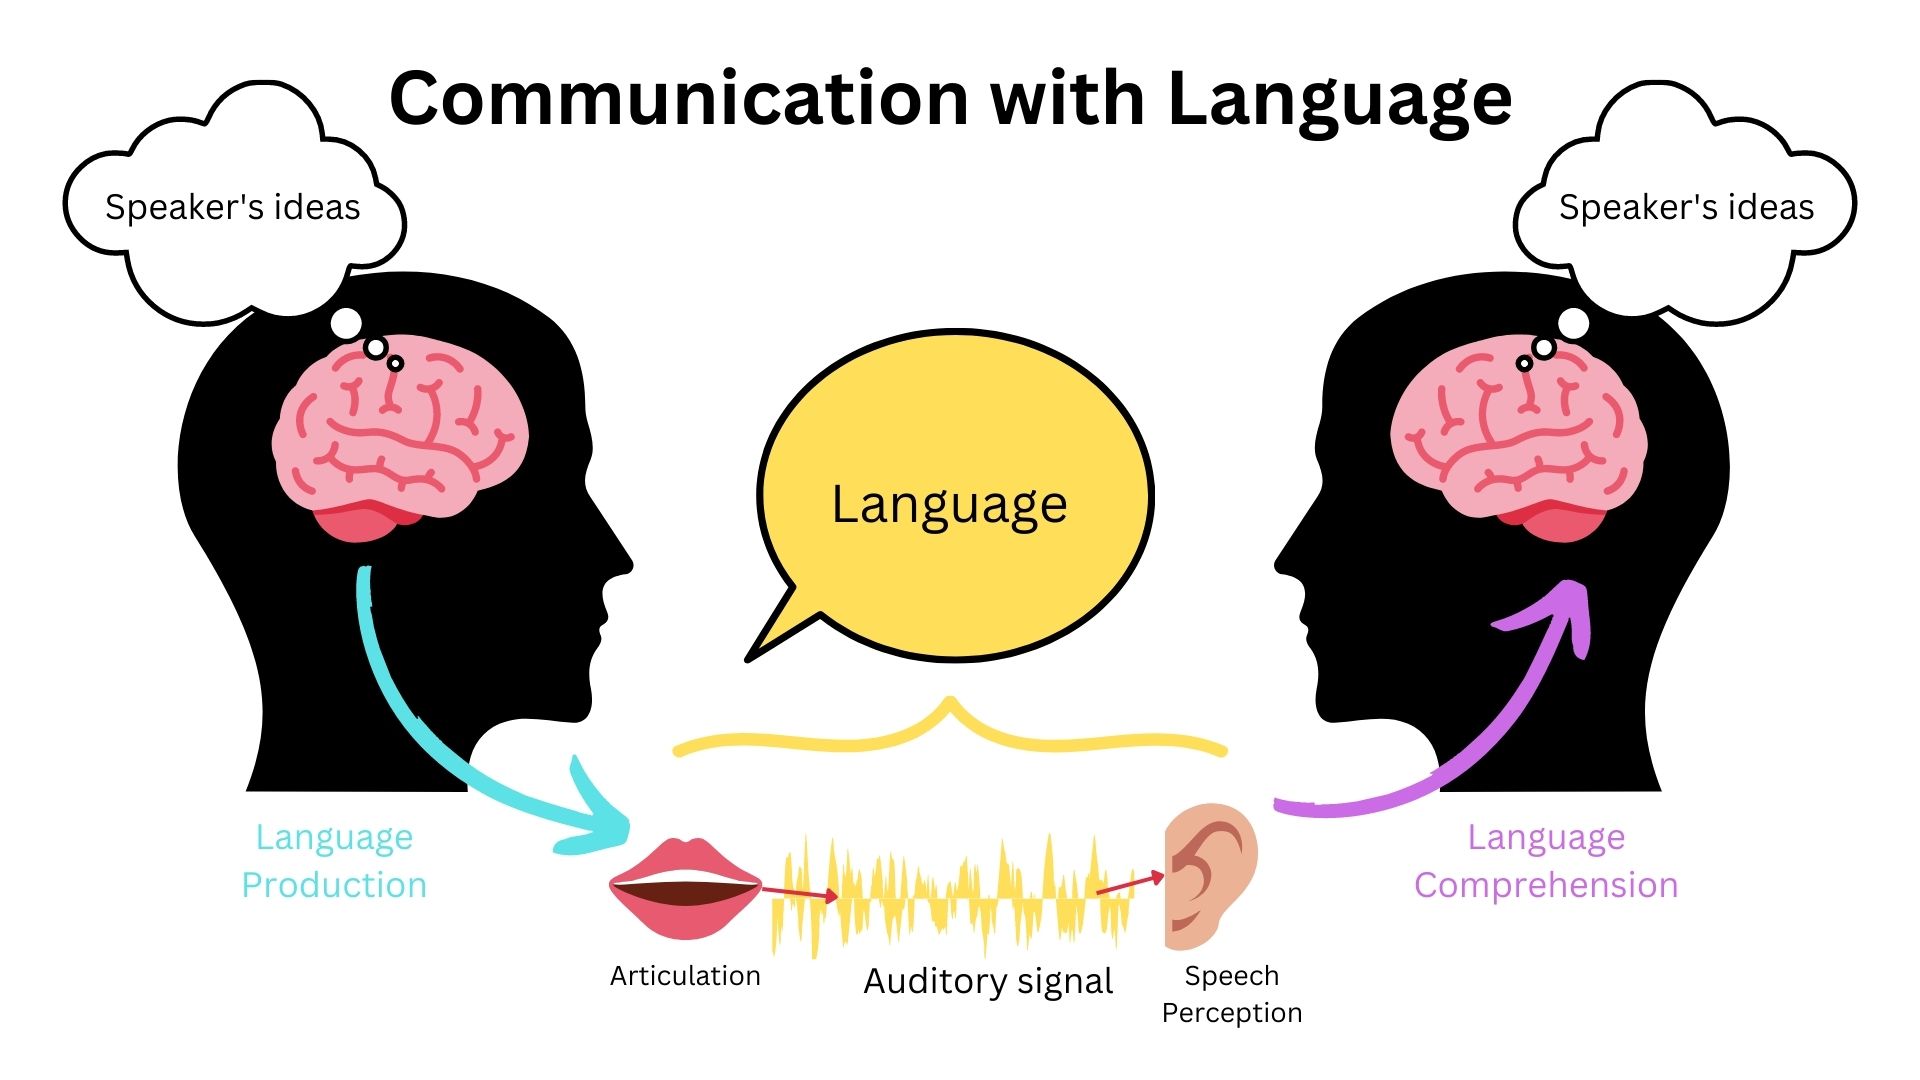 Communication with Language
Speaker's ideas
Speaker's ideas
Language
Language
Production
Language
Comprehension
Articulation
Auditory signal
Speech
Perception